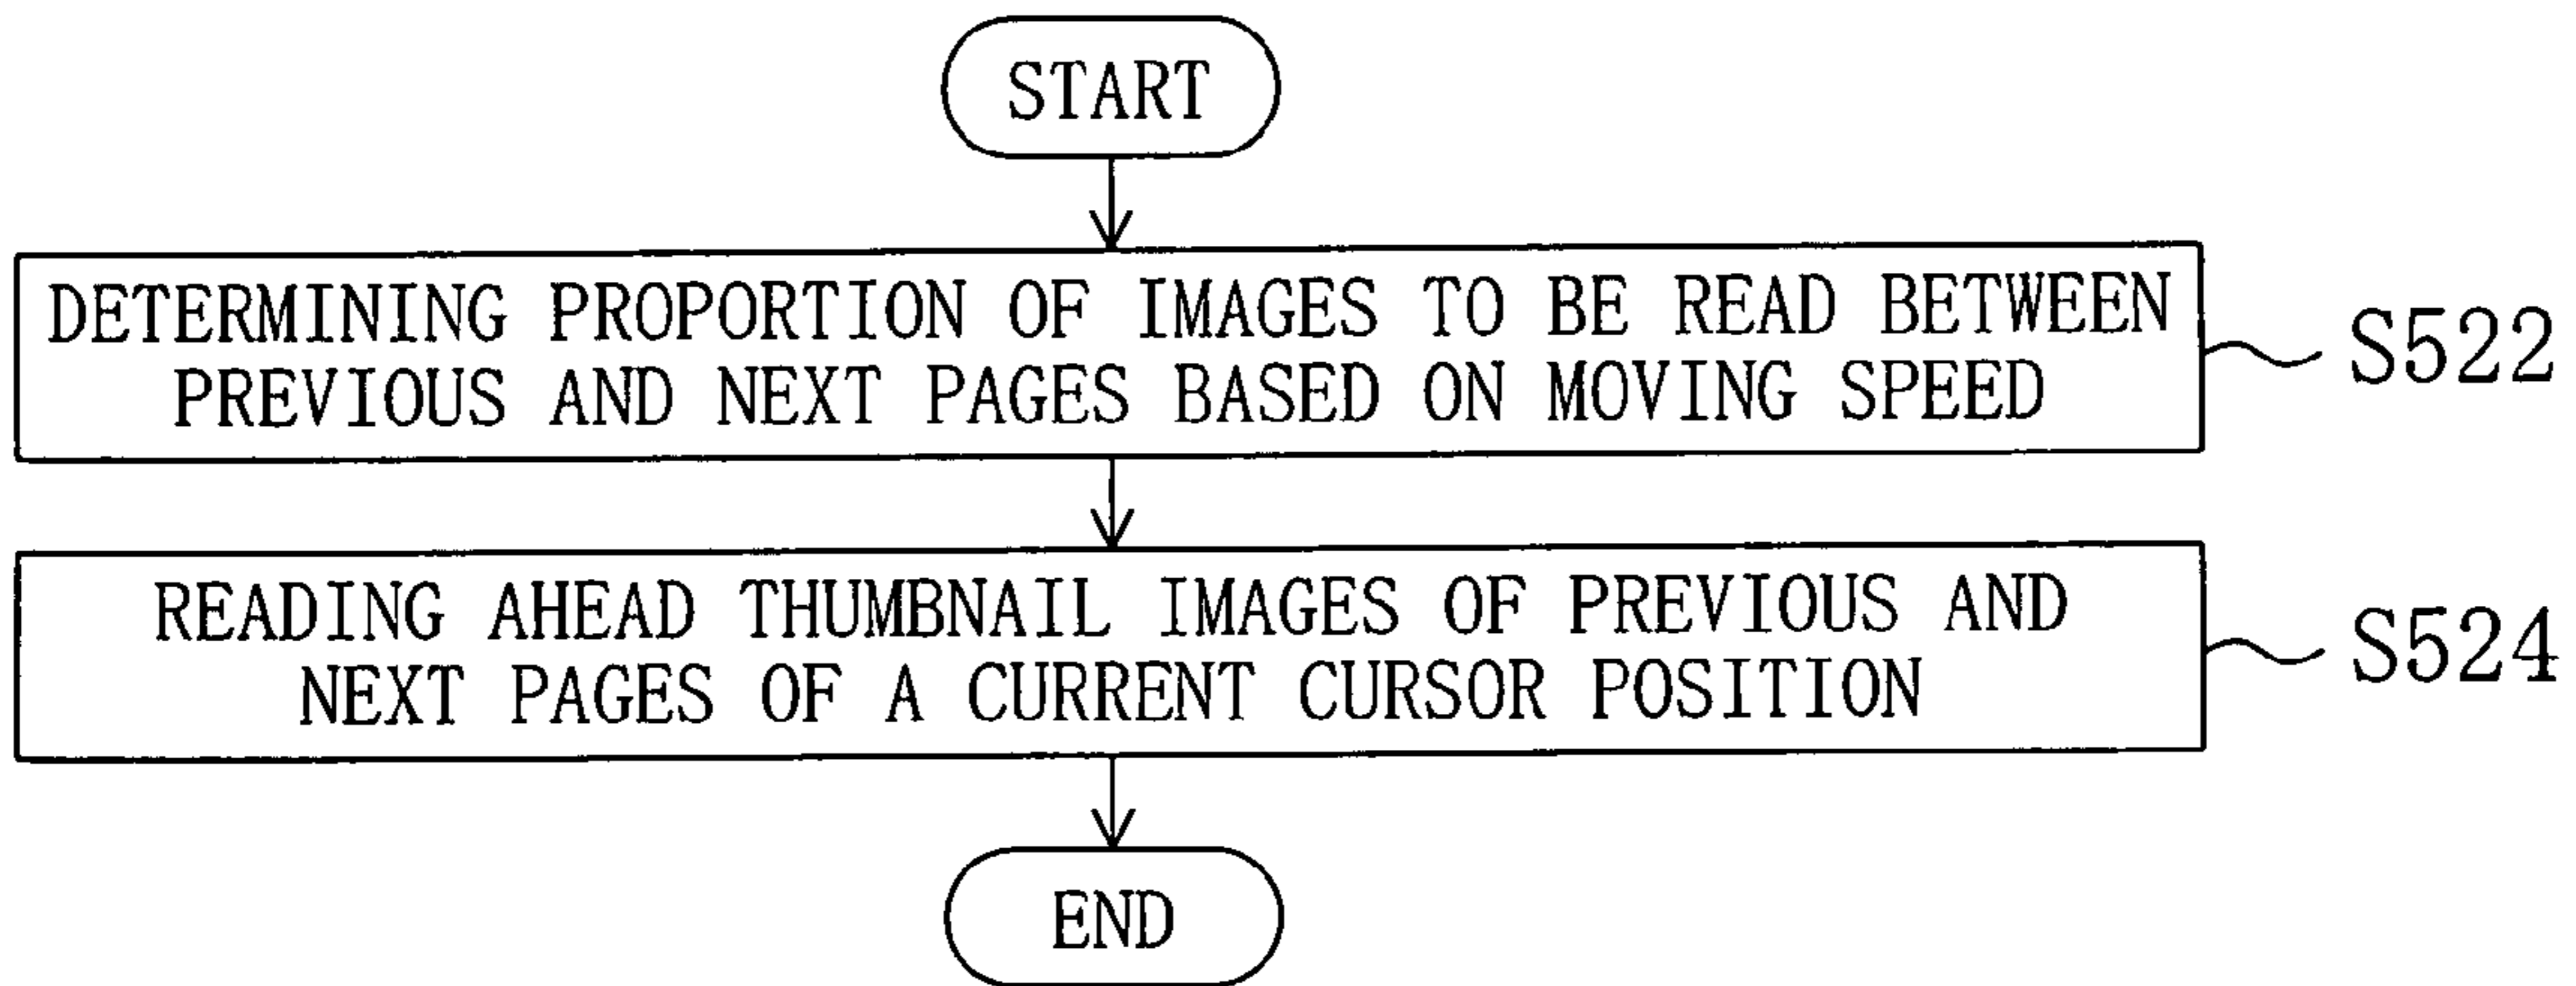 START
DETERMINING PROPORTION OF IMAGES TO BE READ BETWEEN
PREVIOUS AND NEXT PAGES BASED ON MOVING SPEED
S522
READING AHEAD THUMBNAIL IMAGES OF PREVIOUS AND
NEXT PAGES OF A CURRENT CURSOR POSITION
S524
END